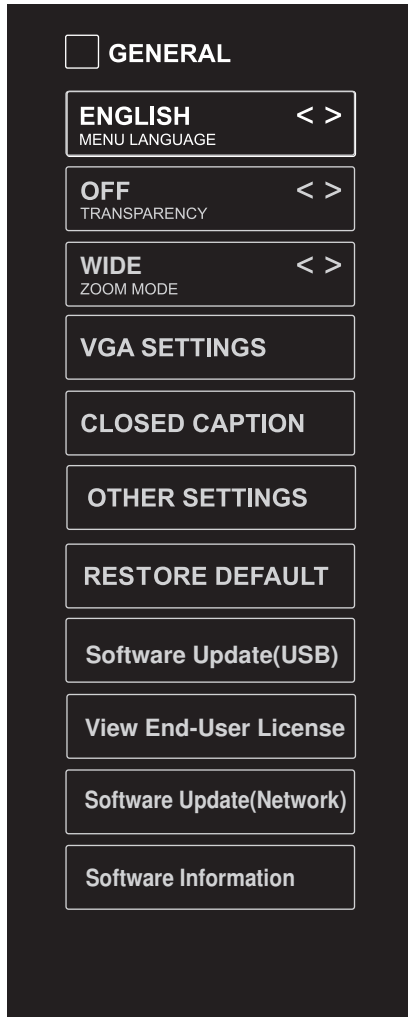 GENERAL
ENGLISH < >
MENU LANGUAGE
OFF < >
TRANSPARENCY
WIDE < >
ZOOM MODE
VGA SETTINGS
CLOSED CAPTION
OTHER SETTINGS
RESTORE DEFAULT
Software Update(USB)
View End-User License
Software Update(Network)
Software Information